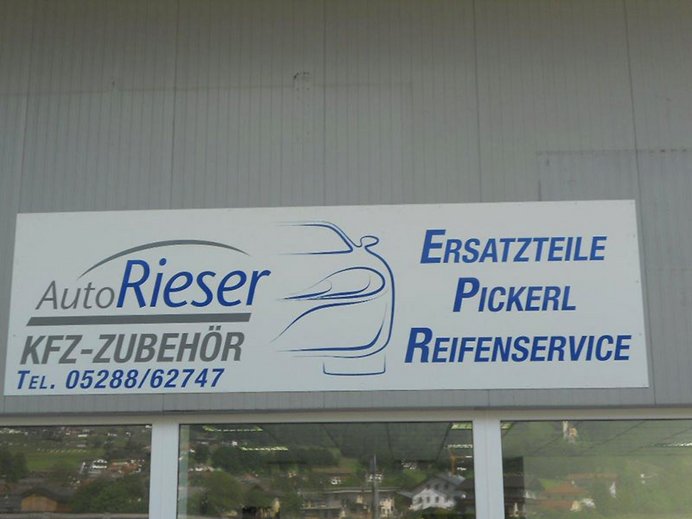 AutoRieser
KFZ-ZUBEHÖR
TEL. 05288/62747
ERSATZTEILE
PICKERL
REIFENSERVICE